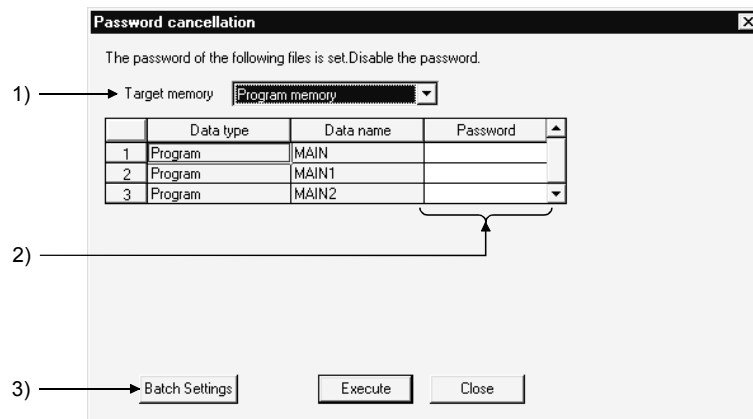 Password cancellation
The password of the following files is set.Disable the password.
1) Target memory Program memory
Data type Data name Password
1 Program MAIN
2 Program MAIN1
3 Program MAIN2
2)
3) Batch Settings Execute Close